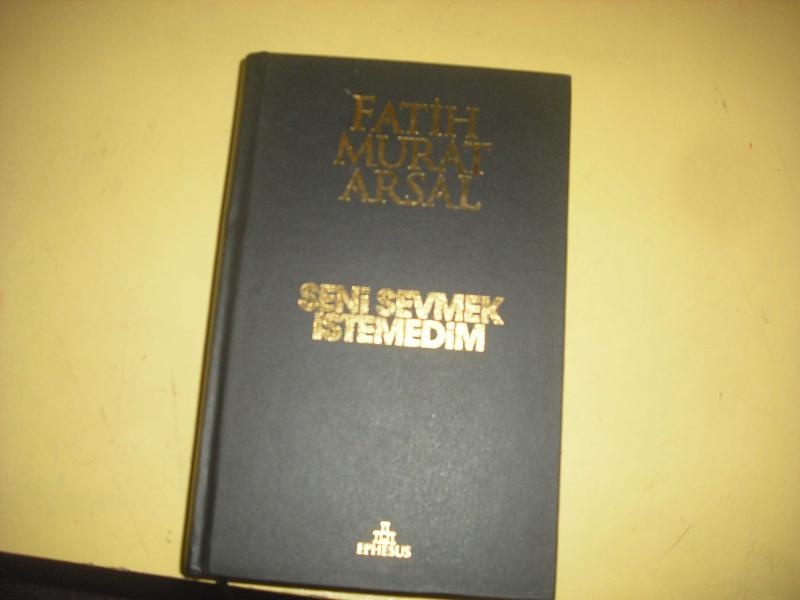 FATİH
MURAT
ARSAL
SENİ SEVMEK
İSTEMEDİM
EPHESUS